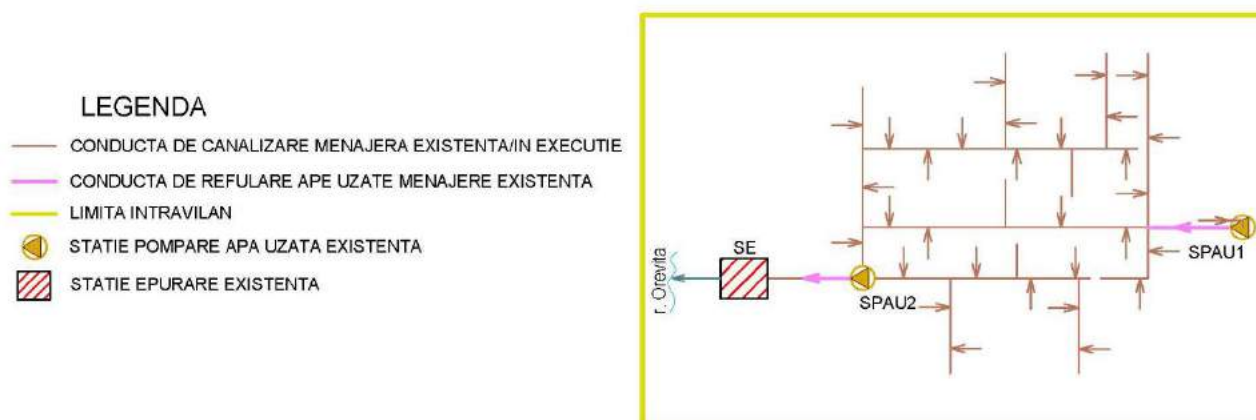 LEGENDA
CONDUCTA DE CANALIZARE MENAJERA EXISTENTA/IN EXECUTIE
CONDUCTA DE REFULARE APE UZATE MENAJERE EXISTENTA
LIMITA INTRAVILAN
STATIE POMPARE APA UZATA EXISTENTA
STATIE EPURARE EXISTENTA
SPAU1
SE
r. Orevita
SPAU2